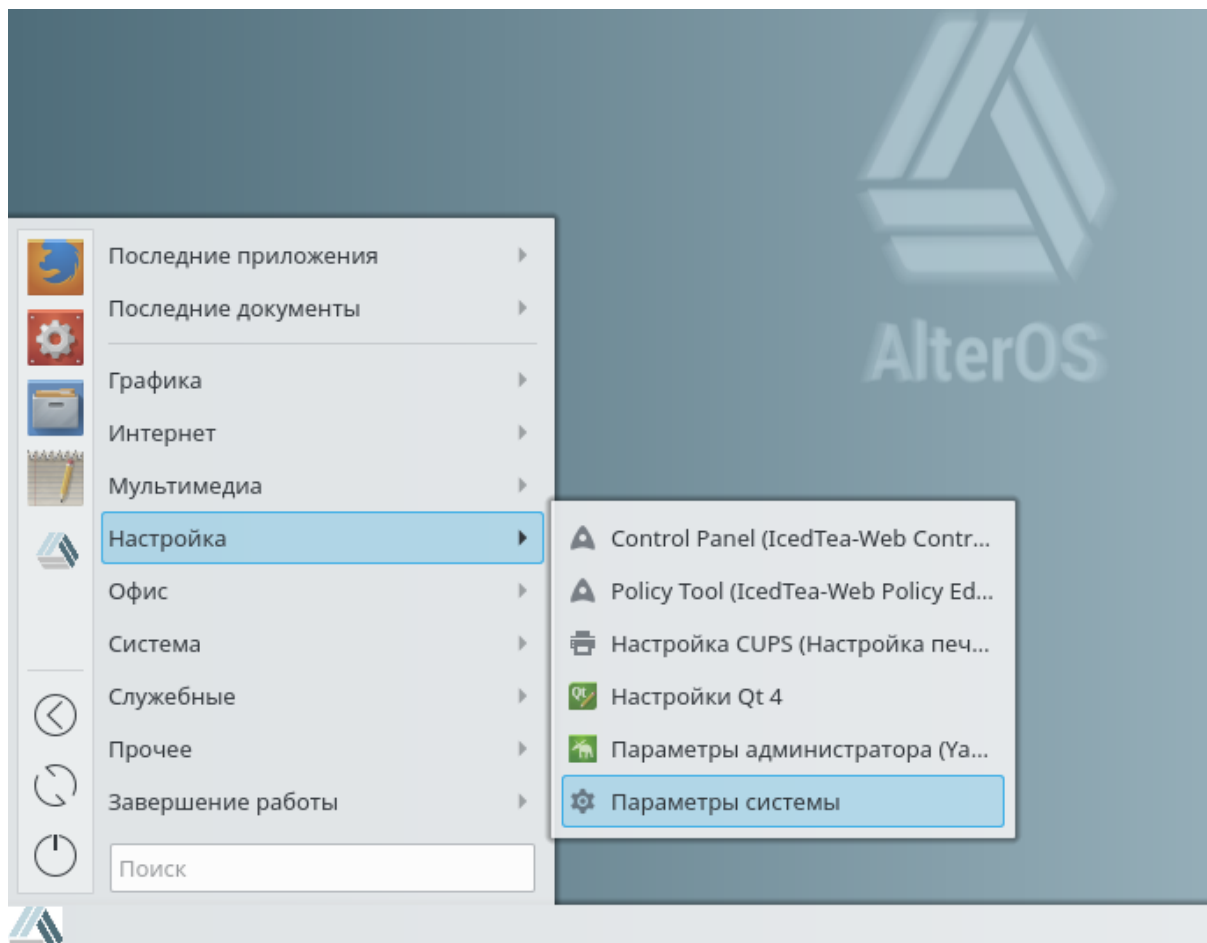 AlterOS
Последние приложения
Последние документы
Графика
Интернет
Мультимедиа
Настройка
Офис
Система
Служебные
Прочее
Завершение работы
Поиск
Control Panel (IcedTea-Web Contr...
Policy Tool (IcedTea-Web Policy Ed...
Настройка CUPS (Настройка печ...
Qt
Настройки Qt 4
Параметры администратора (Ya...
Параметры системы